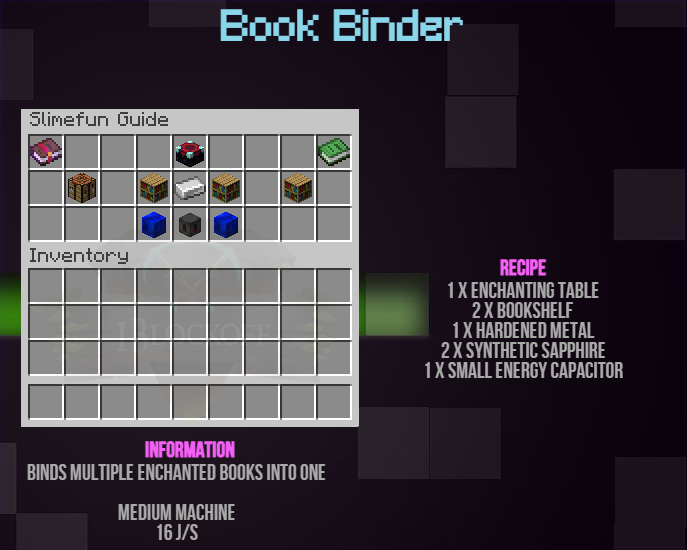 Book Binder
Slimefun Guide
Inventory
IBLOCKOFF
RECIPE
1 X ENCHANTING TABLE
2 X BOOKSHELF
1 X HARDENED METAL
2 X SYNTHETIC SAPPHIRE
1 X SMALL ENERGY CAPACITOR
INFORMATION
BINDS MULTIPLE ENCHANTED BOOKS INTO ONE
MEDIUM MACHINE
16 J/S